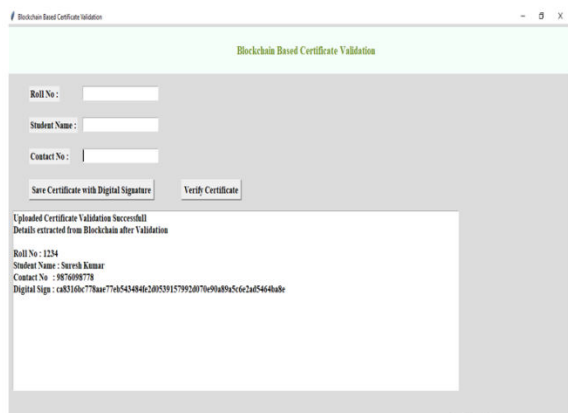 Blockchain Based Certificate Validation
Blockchain Based Certificate Validation
Roll No :
Student Name :
Contact No :
Save Certificate with Digital Signature Verify Certificate
Uploaded Certificate Validation Successfull
Details extracted from Blockchain after Validation
Roll No : 1234
Student Name : Suresh Kumar
Contact No : 9876098778
Digital Sign :